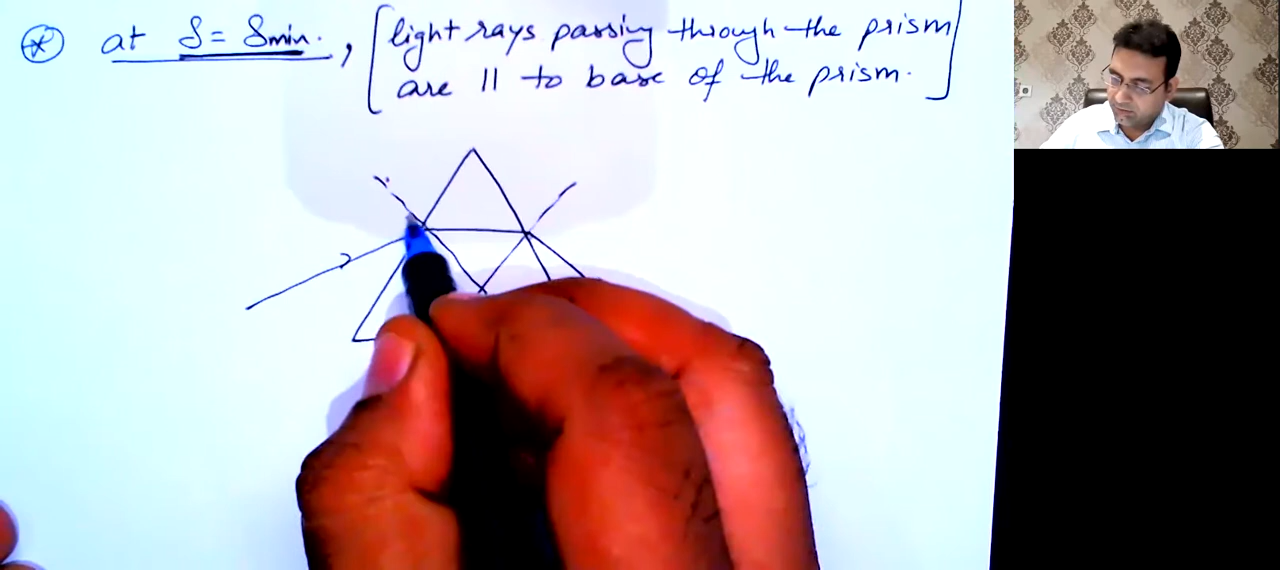 ⊛ at δ = δmin. , [light rays passing through the prism
are || to base of the prism.]